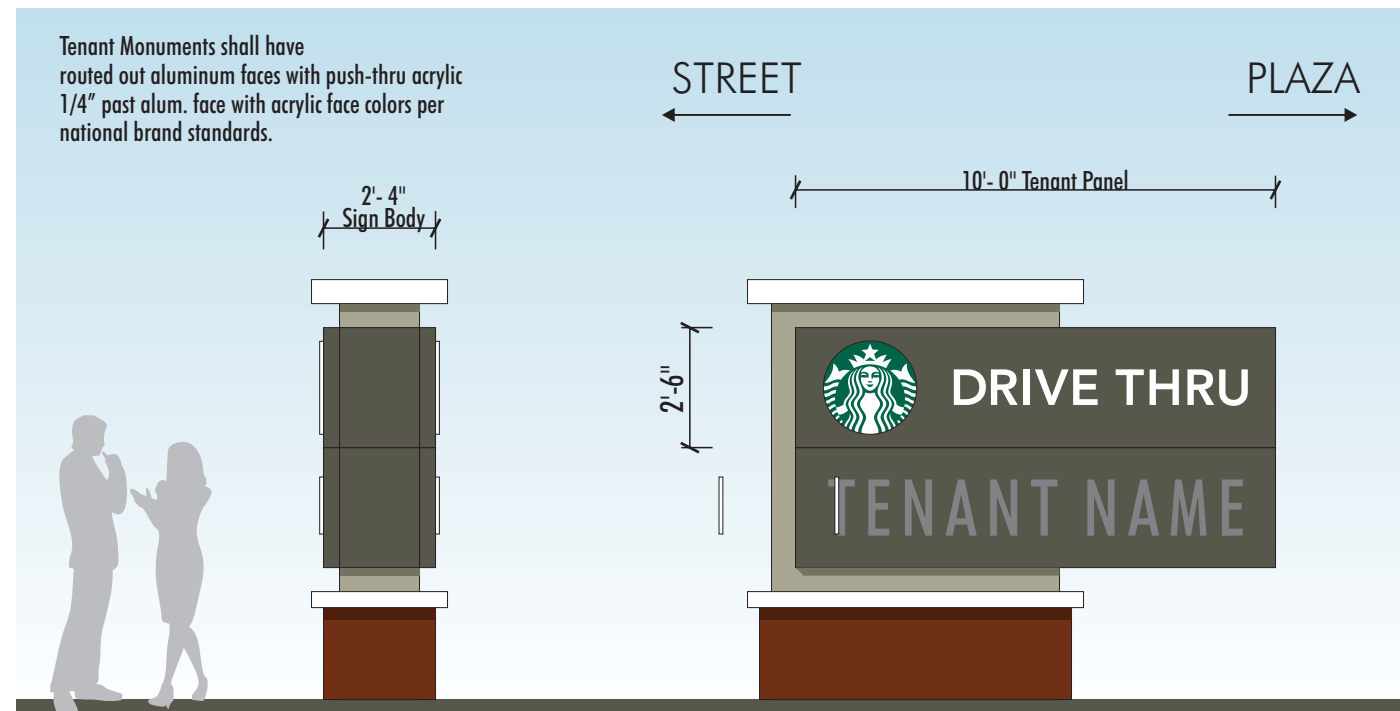 Tenant Monuments shall have
routed out aluminum faces with push-thru acrylic
1/4" past alum. face with acrylic face colors per
national brand standards.
STREET
PLAZA
10'- 0" Tenant Panel
2'- 4"
Sign Body
2'-6"
DRIVE THRU
TENANT NAME